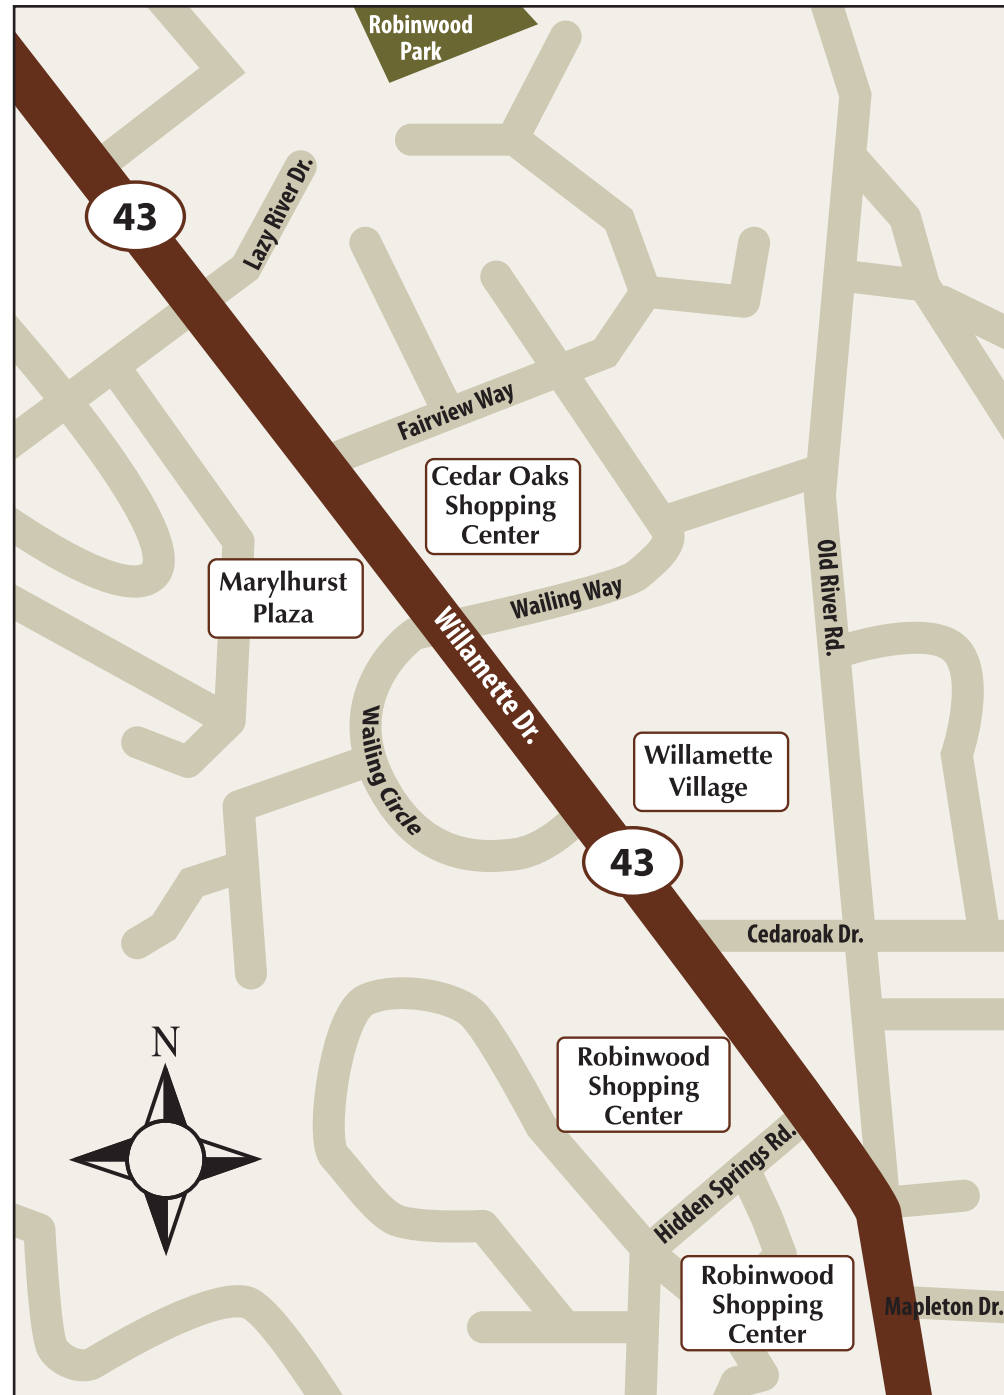 Robinwood
Park
43
Lazy River Dr.
Fairview Way
Cedar Oaks
Shopping
Center
Marylhurst
Plaza
Wailing Way
Old River Rd.
Willamette Dr.
Wailing Circle
Willamette
Village
43
Cedaroak Dr.
N
Robinwood
Shopping
Center
Hidden Springs Rd.
Robinwood
Shopping
Center
Mapleton Dr.